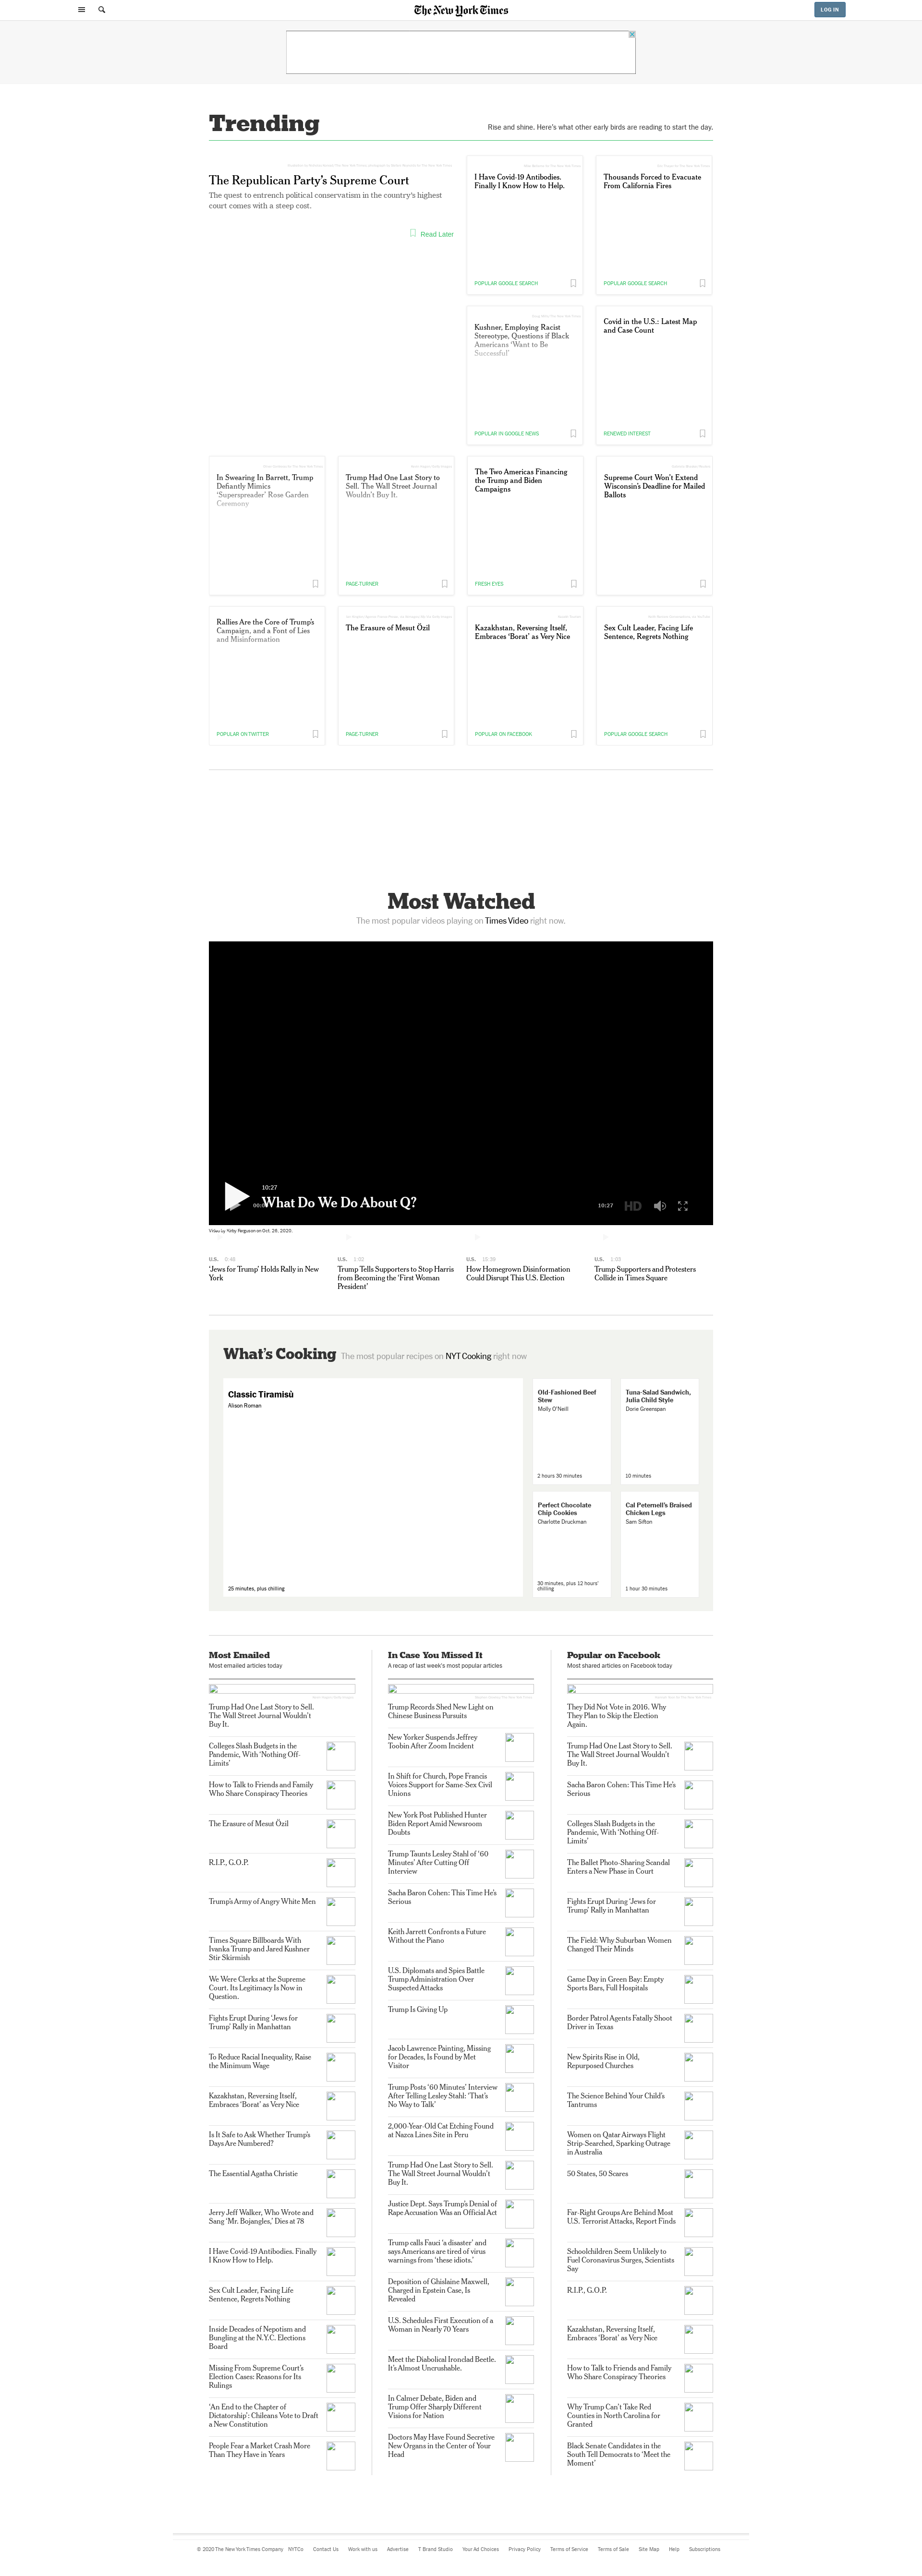 The New York Times
LOG IN
Trending
Rise and shine. Here's what other early birds are reading to start the day.
The Republican Party's Supreme Court
The quest to entrench political conservatism in the country's highest
court comes with a steep cost.
Read Later
I Have Covid-19 Antibodies.
Finally I Know How to Help.
POPULAR GOOGLE SEARCH
Thousands Forced to Evacuate
From California Fires
POPULAR GOOGLE SEARCH
Kushner, Employing Racist
Stereotype, Questions if Black
Americans 'Want to Be
Successful'
POPULAR IN GOOGLE NEWS
Covid in the U.S.: Latest Map
and Case Count
RENEWED INTEREST
In Swearing In Barrett, Trump
Defiantly Mimics
'Superspreader' Rose Garden
Ceremony
Trump Had One Last Story to
Sell. The Wall Street Journal
Wouldn't Buy It.
PAGE-TURNER
The Two Americas Financing
the Trump and Biden
Campaigns
FRESH EYES
Supreme Court Won't Extend
Wisconsin's Deadline for Mailed
Ballots
Rallies Are the Core of Trump's
Campaign, and a Font of Lies
and Misinformation
POPULAR ON TWITTER
The Erasure of Mesut Özil
PAGE-TURNER
Kazakhstan, Reversing Itself,
Embraces 'Borat' as Very Nice
POPULAR ON FACEBOOK
Sex Cult Leader, Facing Life
Sentence, Regrets Nothing
POPULAR GOOGLE SEARCH
Most Watched
The most popular videos playing on Times Video right now.
10:27
What Do We Do About Q?
10:27
HD
Video by Kirby Ferguson on Oct. 26, 2020.
U.S. 0:48
'Jews for Trump' Holds Rally in New
York
U.S. 1:02
Trump Tells Supporters to Stop Harris
from Becoming the 'First Woman
President'
U.S. 10:39
How Homegrown Disinformation
Could Disrupt This U.S. Election
U.S. 1:03
Trump Supporters and Protesters
Collide in Times Square
What's Cooking The most popular recipes on NYT Cooking right now
Classic Tiramisù
Alison Roman
25 minutes, plus chilling
Old-Fashioned Beef
Stew
Molly O'Neill
2 hours 30 minutes
Tuna-Salad Sandwich,
Julia Child Style
Dorie Greenspan
10 minutes
Perfect Chocolate
Chip Cookies
Charlotte Druckman
30 minutes, plus 12 hours'
chilling
Cal Peternell's Braised
Chicken Legs
Sam Sifton
1 hour 30 minutes
Most Emailed
Most emailed articles today
Trump Had One Last Story to Sell.
The Wall Street Journal Wouldn't
Buy It.
Colleges Slash Budgets in the
Pandemic, With 'Nothing Off-
Limits'
How to Talk to Friends and Family
Who Share Conspiracy Theories
The Erasure of Mesut Özil
R.I.P., G.O.P.
Trump's Army of Angry White Men
Times Square Billboards With
Ivanka Trump and Jared Kushner
Stir Skirmish
We Were Clerks at the Supreme
Court. Its Legitimacy Is Now in
Question.
Fights Erupt During 'Jews for
Trump' Rally in Manhattan
To Reduce Racial Inequality, Raise
the Minimum Wage
Kazakhstan, Reversing Itself,
Embraces 'Borat' as Very Nice
Is It Safe to Ask Whether Trump's
Days Are Numbered?
The Essential Agatha Christie
Jerry Jeff Walker, Who Wrote and
Sang 'Mr. Bojangles,' Dies at 78
I Have Covid-19 Antibodies. Finally
I Know How to Help.
Sex Cult Leader, Facing Life
Sentence, Regrets Nothing
Inside Decades of Nepotism and
Bungling at the N.Y.C. Elections
Board
Missing From Supreme Court's
Election Cases: Reasons for Its
Rulings
'An End to the Chapter of
Dictatorship': Chileans Vote to Draft
a New Constitution
People Fear a Market Crash More
Than They Have in Years
In Case You Missed It
A recap of last week's most popular articles
Trump Records Shed New Light on
Chinese Business Pursuits
New Yorker Suspends Jeffrey
Toobin After Zoom Incident
In Shift for Church, Pope Francis
Voices Support for Same-Sex Civil
Unions
New York Post Published Hunter
Biden Report Amid Newsroom
Doubts
Trump Taunts Lesley Stahl of '60
Minutes' After Cutting Off
Interview
Sacha Baron Cohen: This Time He's
Serious
Keith Jarrett Confronts a Future
Without the Piano
U.S. Diplomats and Spies Battle
Trump Administration Over
Suspected Attacks
Trump Is Giving Up
Jacob Lawrence Painting, Missing
for Decades, Is Found by Met
Visitor
Trump Posts '60 Minutes' Interview
After Telling Lesley Stahl: 'That's
No Way to Talk'
2,000-Year-Old Cat Etching Found
at Nazca Lines Site in Peru
Trump Had One Last Story to Sell.
The Wall Street Journal Wouldn't
Buy It.
Justice Dept. Says Trump's Denial of
Rape Accusation Was an Official Act
Trump calls Fauci 'a disaster' and
says Americans are tired of virus
warnings from 'these idiots.'
Deposition of Ghislaine Maxwell,
Charged in Epstein Case, Is
Revealed
U.S. Schedules First Execution of a
Woman in Nearly 70 Years
Meet the Diabolical Ironclad Beetle.
It's Almost Uncrushable.
In Calmer Debate, Biden and
Trump Offer Sharply Different
Visions for Nation
Doctors May Have Found Secretive
New Organs in the Center of Your
Head
Popular on Facebook
Most shared articles on Facebook today
They Did Not Vote in 2016. Why
They Plan to Skip the Election
Again.
Trump Had One Last Story to Sell.
The Wall Street Journal Wouldn't
Buy It.
Sacha Baron Cohen: This Time He's
Serious
Colleges Slash Budgets in the
Pandemic, With 'Nothing Off-
Limits'
The Ballet Photo-Sharing Scandal
Enters a New Phase in Court
Fights Erupt During 'Jews for
Trump' Rally in Manhattan
The Field: Why Suburban Women
Changed Their Minds
Game Day in Green Bay: Empty
Sports Bars, Full Hospitals
Border Patrol Agents Fatally Shoot
Driver in Texas
New Spirits Rise in Old,
Repurposed Churches
The Science Behind Your Child's
Tantrums
Women on Qatar Airways Flight
Strip-Searched, Sparking Outrage
in Australia
50 States, 50 Scares
Far-Right Groups Are Behind Most
U.S. Terrorist Attacks, Report Finds
Schoolchildren Seem Unlikely to
Fuel Coronavirus Surges, Scientists
Say
R.I.P., G.O.P.
Kazakhstan, Reversing Itself,
Embraces 'Borat' as Very Nice
How to Talk to Friends and Family
Who Share Conspiracy Theories
Why Trump Can't Take Red
Counties in North Carolina for
Granted
Black Senate Candidates in the
South Tell Democrats to 'Meet the
Moment'
© 2020 The New York Times Company NYTCo Contact Us Work with us Advertise T Brand Studio Your Ad Choices Privacy Policy Terms of Service Terms of Sale Site Map Help Subscriptions